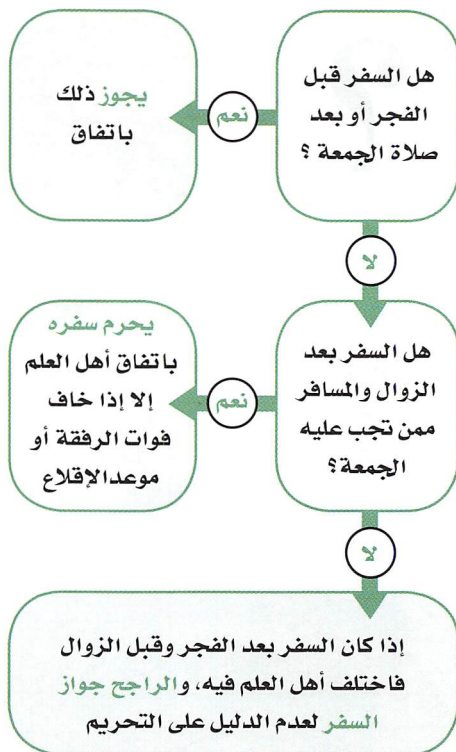 هل السفر قبل
الفجر أو بعد
صلاة الجمعة ؟
نعم
يجوز ذلك
باتفاق
لا
هل السفر بعد
الزوال والمسافر
ممن تجب عليه
الجمعة؟
نعم
يحرم سفره
باتفاق أهل العلم
إلا إذا خاف
فوات الرفقة أو
موعد الإقلاع
لا
إذا كان السفر بعد الفجر وقبل الزوال
فاختلف أهل العلم فيه، والراجح جواز
السفر لعدم الدليل على التحريم